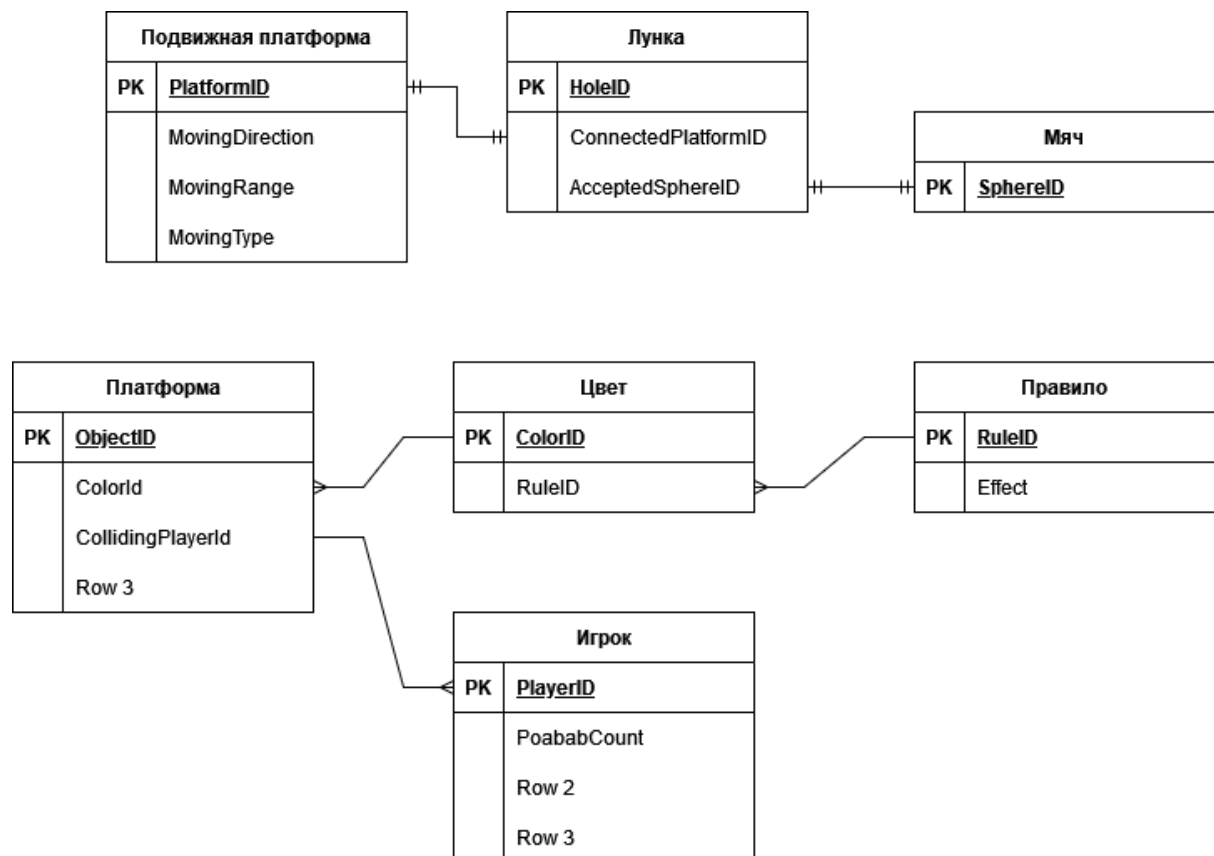 Подвижная платформа
PK PlatformID
MovingDirection
MovingRange
MovingType
Лунка
PK HoleID
ConnectedPlatformID
AcceptedSphereID
Мяч
PK SphereID
Платформа
PK ObjectID
ColorId
CollidingPlayerId
Row 3
Цвет
PK ColorID
RuleID
Правило
PK RuleID
Effect
Игрок
PK PlayerID
PoababCount
Row 2
Row 3